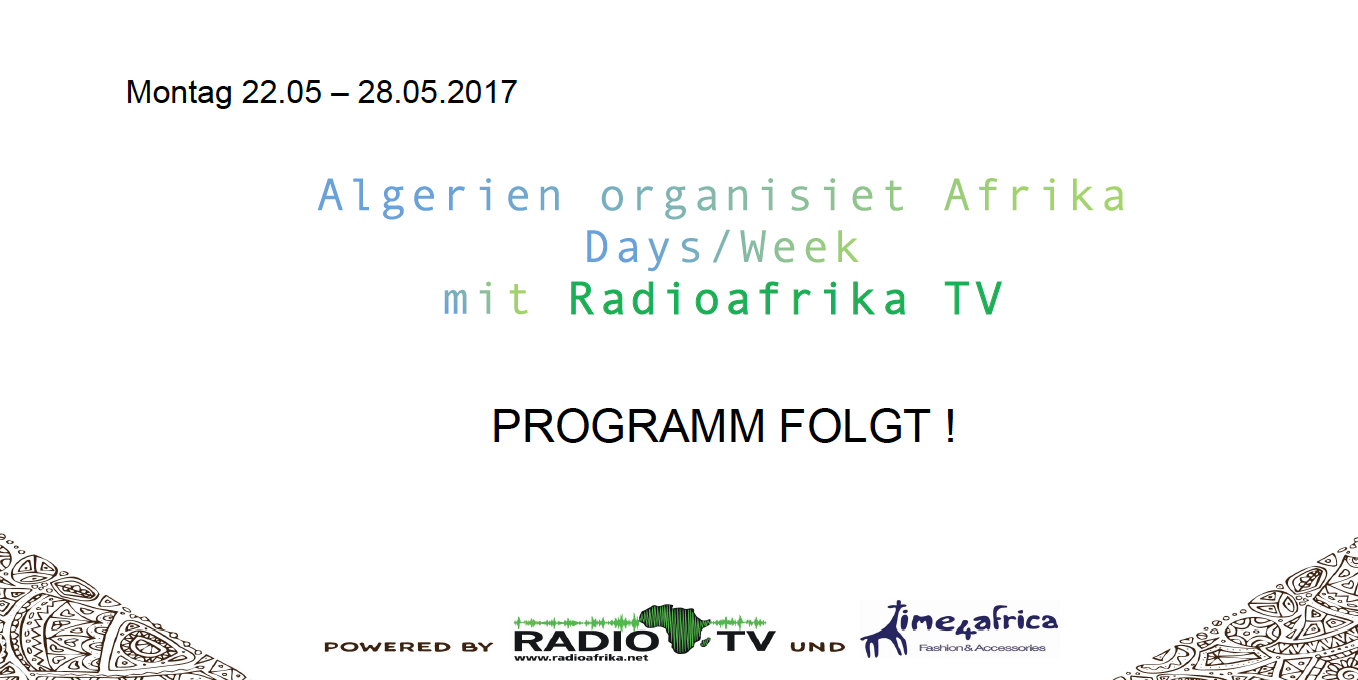 Montag 22.05 – 28.05.2017
Algerien organisiet Afrika
Days/Week
mit Radioafrika TV
PROGRAMM FOLGT !
POWERED BY RADIO TV UND time4africa
www.radioafrika.net Fashion & Accessories